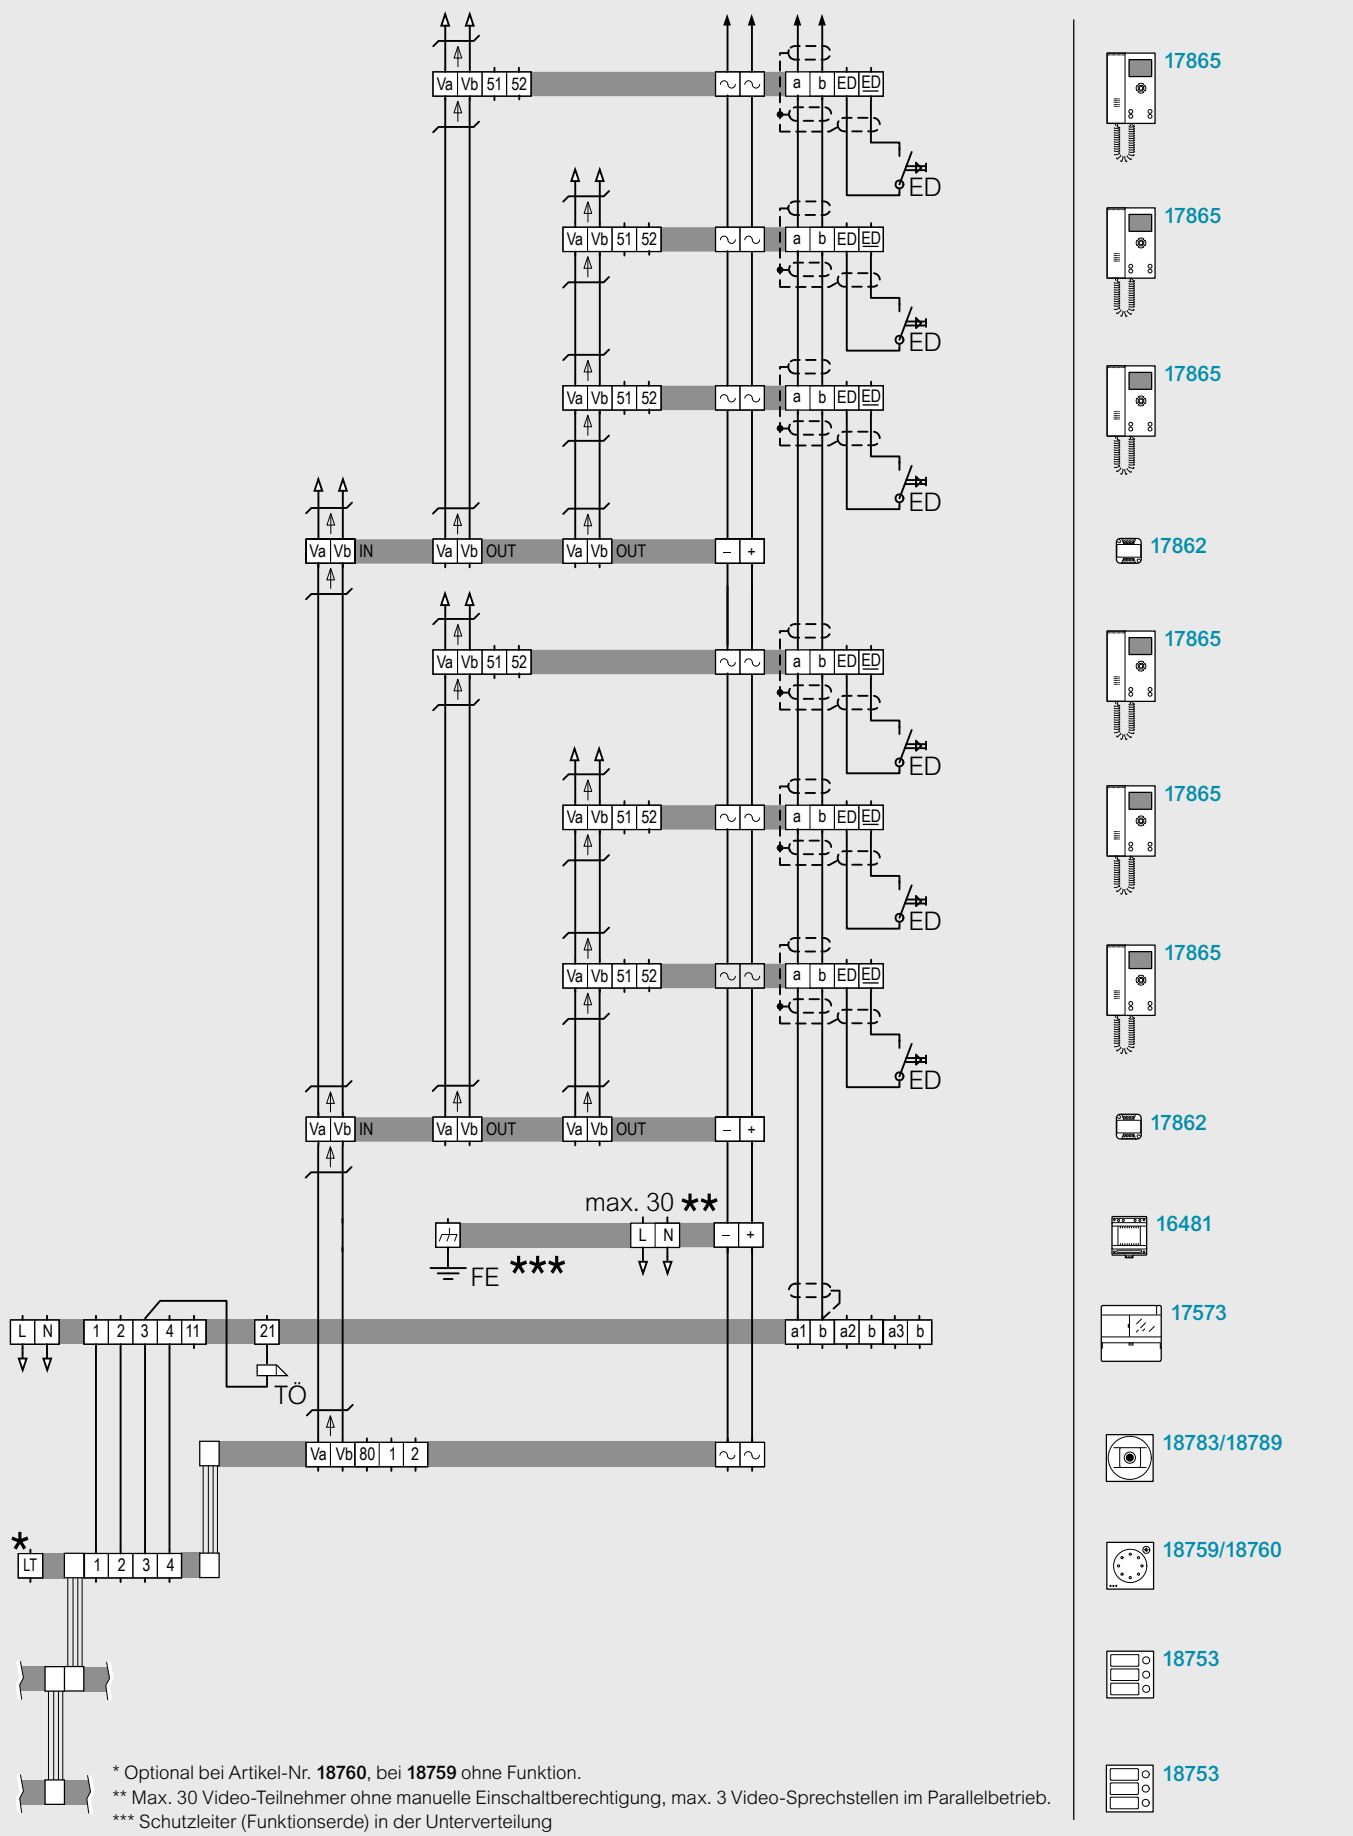 Va Vb 51 52 a b ED ED 17865
ED
Va Vb 51 52 a b ED ED 17865
ED
Va Vb 51 52 a b ED ED 17865
ED
Va Vb IN Va Vb OUT Va Vb OUT – + 17862
Va Vb 51 52 a b ED ED 17865
ED
Va Vb 51 52 a b ED ED 17865
ED
Va Vb 51 52 a b ED ED 17865
ED
Va Vb IN Va Vb OUT Va Vb OUT – + 17862
max. 30 **
L N – + 16481
FE ***
L N 1 2 3 4 11 21 a1 b a2 b a3 b 17573
TÖ
Va Vb 80 1 2 18783/18789
*
LT 1 2 3 4 18759/18760
18753
18753
* Optional bei Artikel-Nr. 18760, bei 18759 ohne Funktion.
** Max. 30 Video-Teilnehmer ohne manuelle Einschaltberechtigung, max. 3 Video-Sprechstellen im Parallelbetrieb.
*** Schutzleiter (Funktionserde) in der Unterverteilung